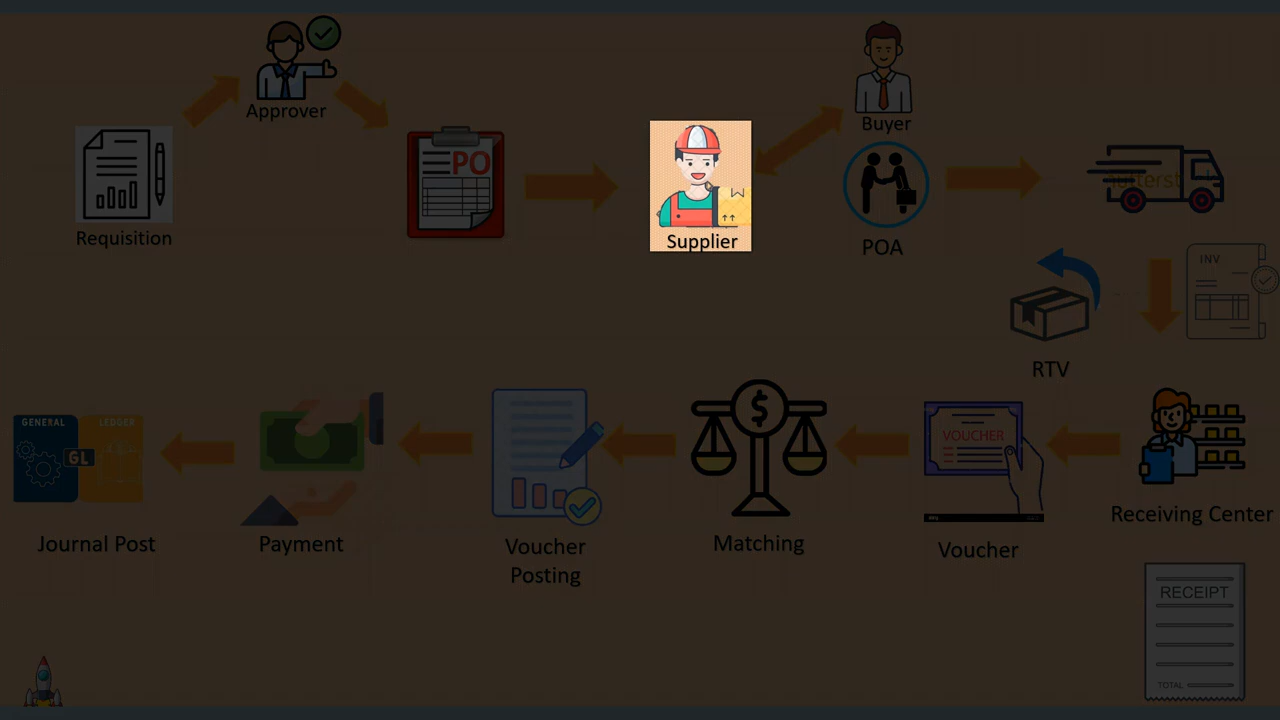 Approver
Buyer
PO
Requisition
Supplier
POA
INV
RTV
GENERAL LEDGER
GL
VOUCHER
$
Receiving Center
Journal Post
Payment
Voucher
Posting
Matching
Voucher
RECEIPT
TOTAL